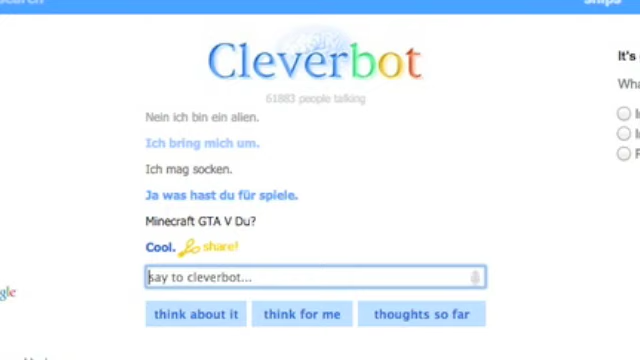 Cleverbot
61883 people talking
Nein ich bin ein alien.
Ich bring mich um.
Ich mag socken.
Ja was hast du für spiele.
Minecraft GTA V Du?
Cool. share!
say to cleverbot...
think about it think for me thoughts so far
It's